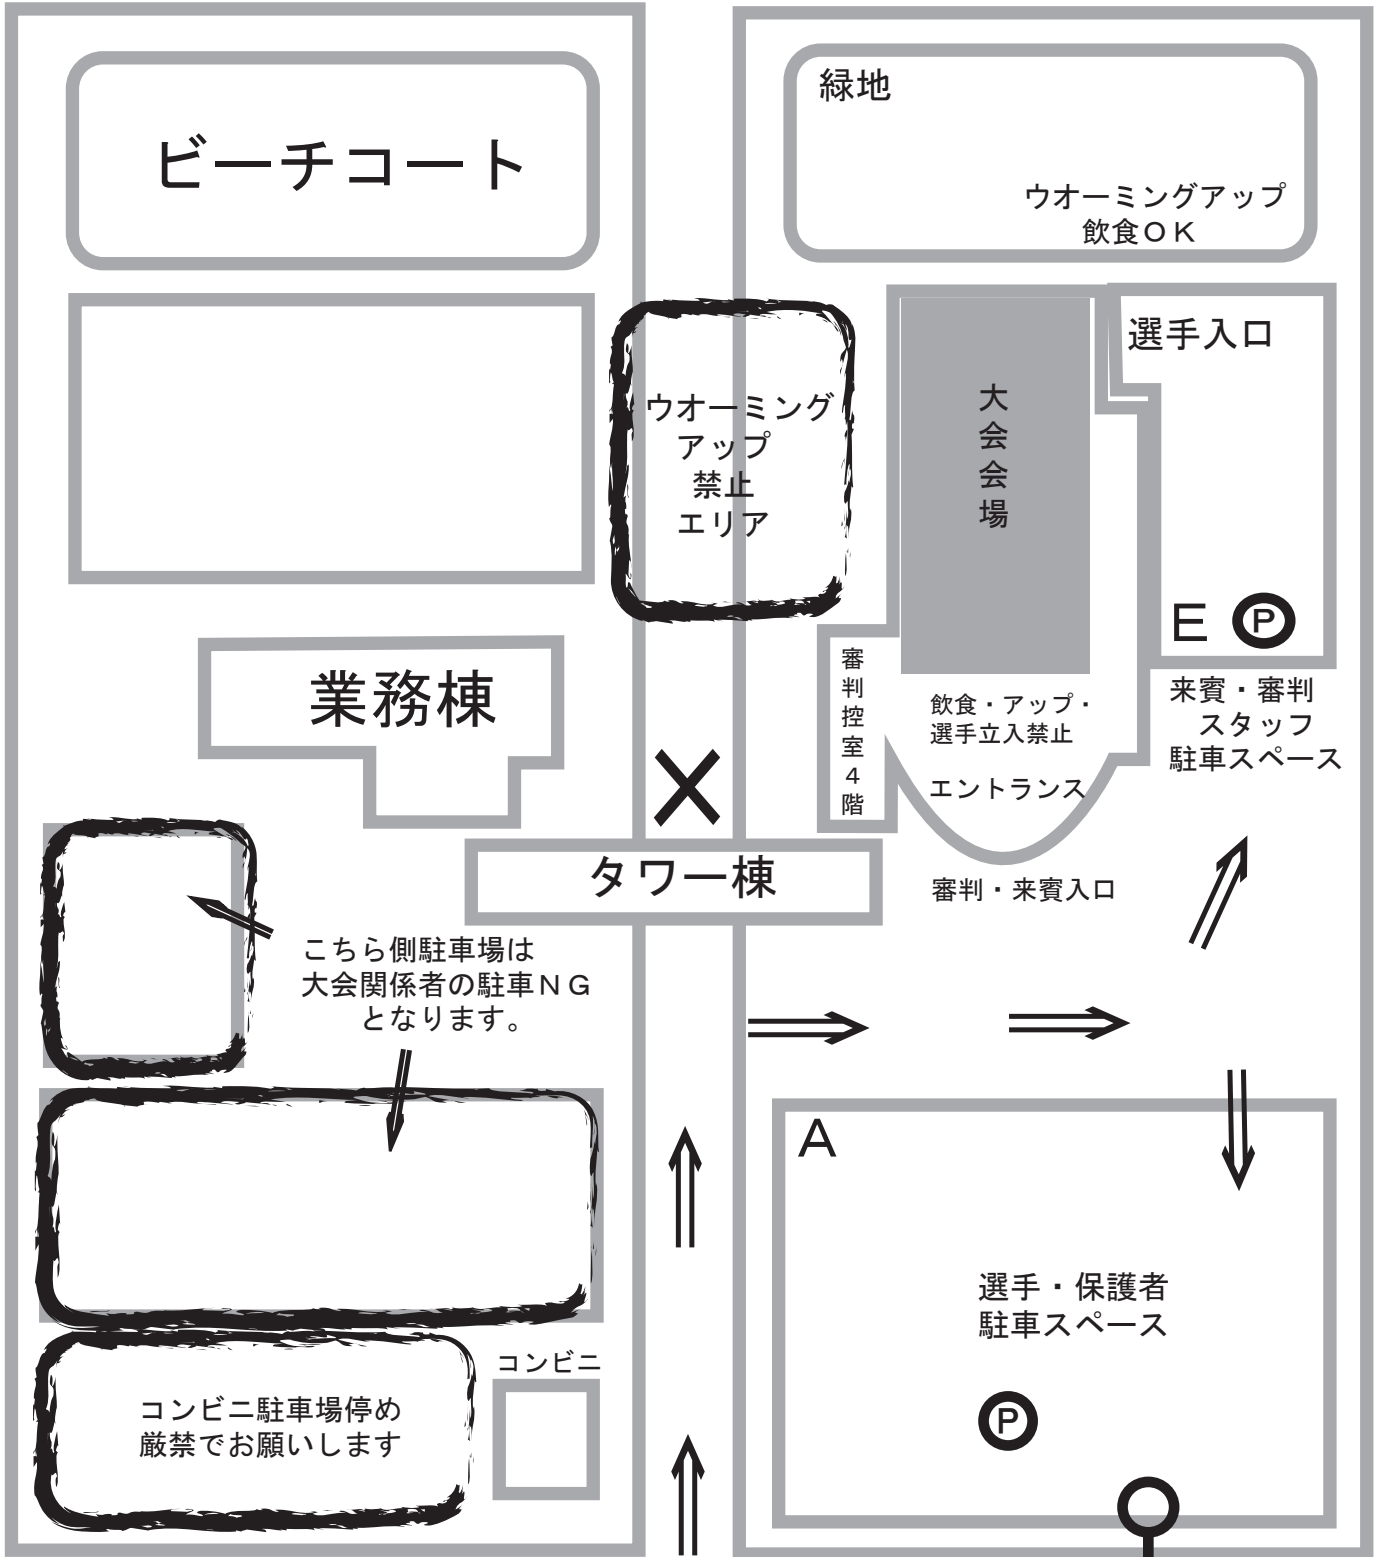 ビーチコート
緑地
ウオーミングアップ
飲食ＯＫ
選手入口
ウオーミング
アップ
禁止
エリア
大会会場
E
P
来賓・審判
スタッフ
駐車スペース
業務棟
審判控室４階
飲食・アップ・
選手立入禁止
エントランス
タワー棟
審判・来賓入口
こちら側駐車場は
大会関係者の駐車ＮＧ
となります。
A
選手・保護者
駐車スペース
P
コンビニ
コンビニ駐車場停め
厳禁でお願いします